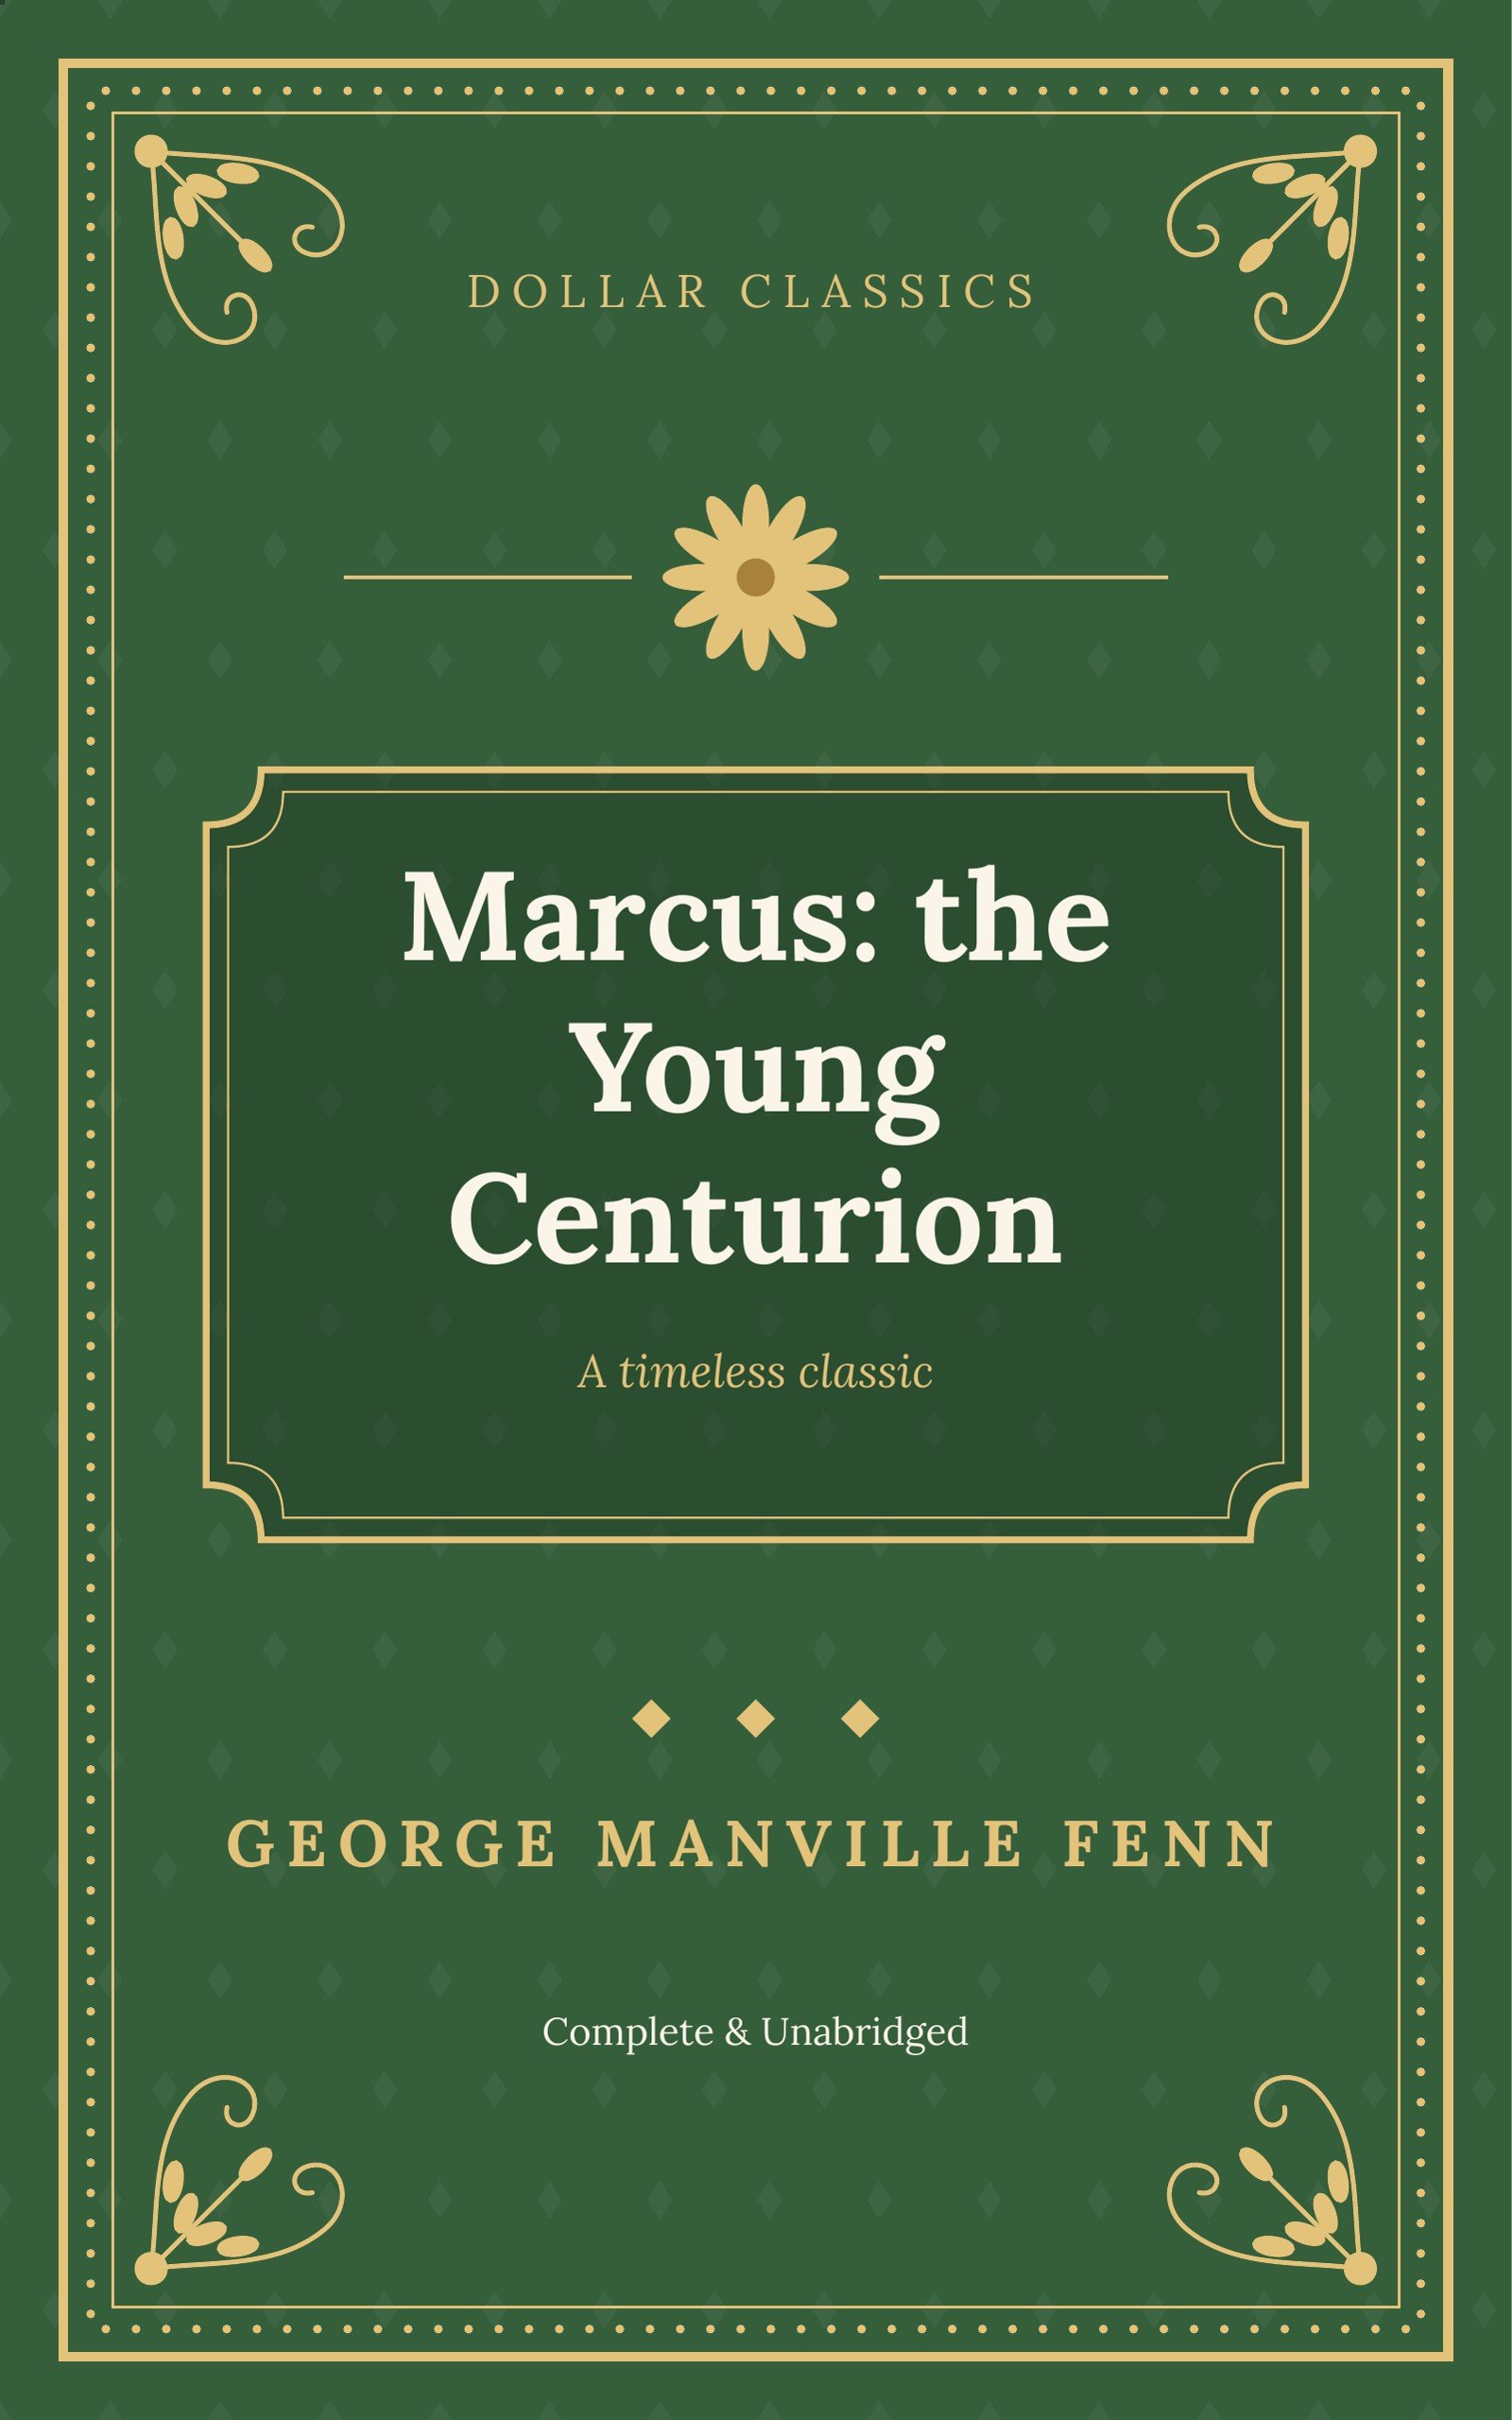 DOLLAR CLASSICS
Marcus: the
Young
Centurion
A timeless classic
GEORGE MANVILLE FENN
Complete & Unabridged